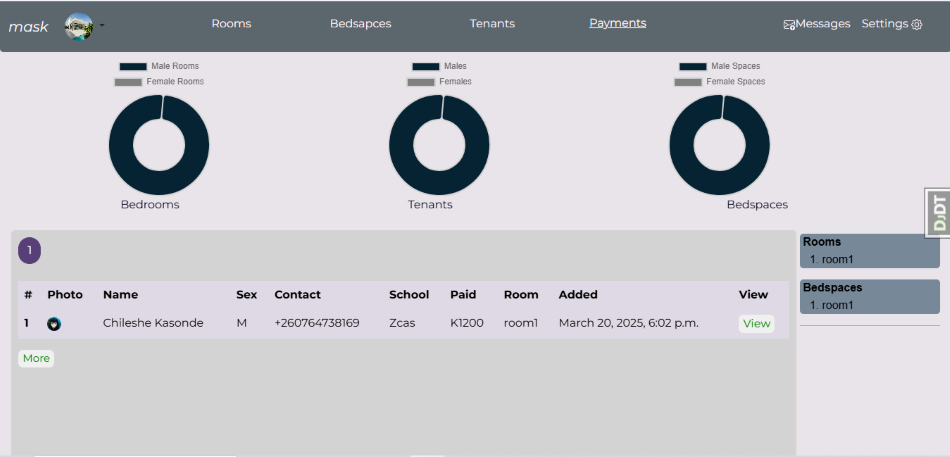 mask Rooms Bedsapces Tenants Payments Messages Settings
Male Rooms
Female Rooms
Males
Females
Male Spaces
Female Spaces
Bedrooms
Tenants
Bedspaces
DJDT
1
# Photo Name Sex Contact School Paid Room Added View
1 Chileshe Kasonde M +260764738169 Zcas K1200 room1 March 20, 2025, 6:02 p.m. View
More
Rooms
1. room1
Bedspaces
1. room1